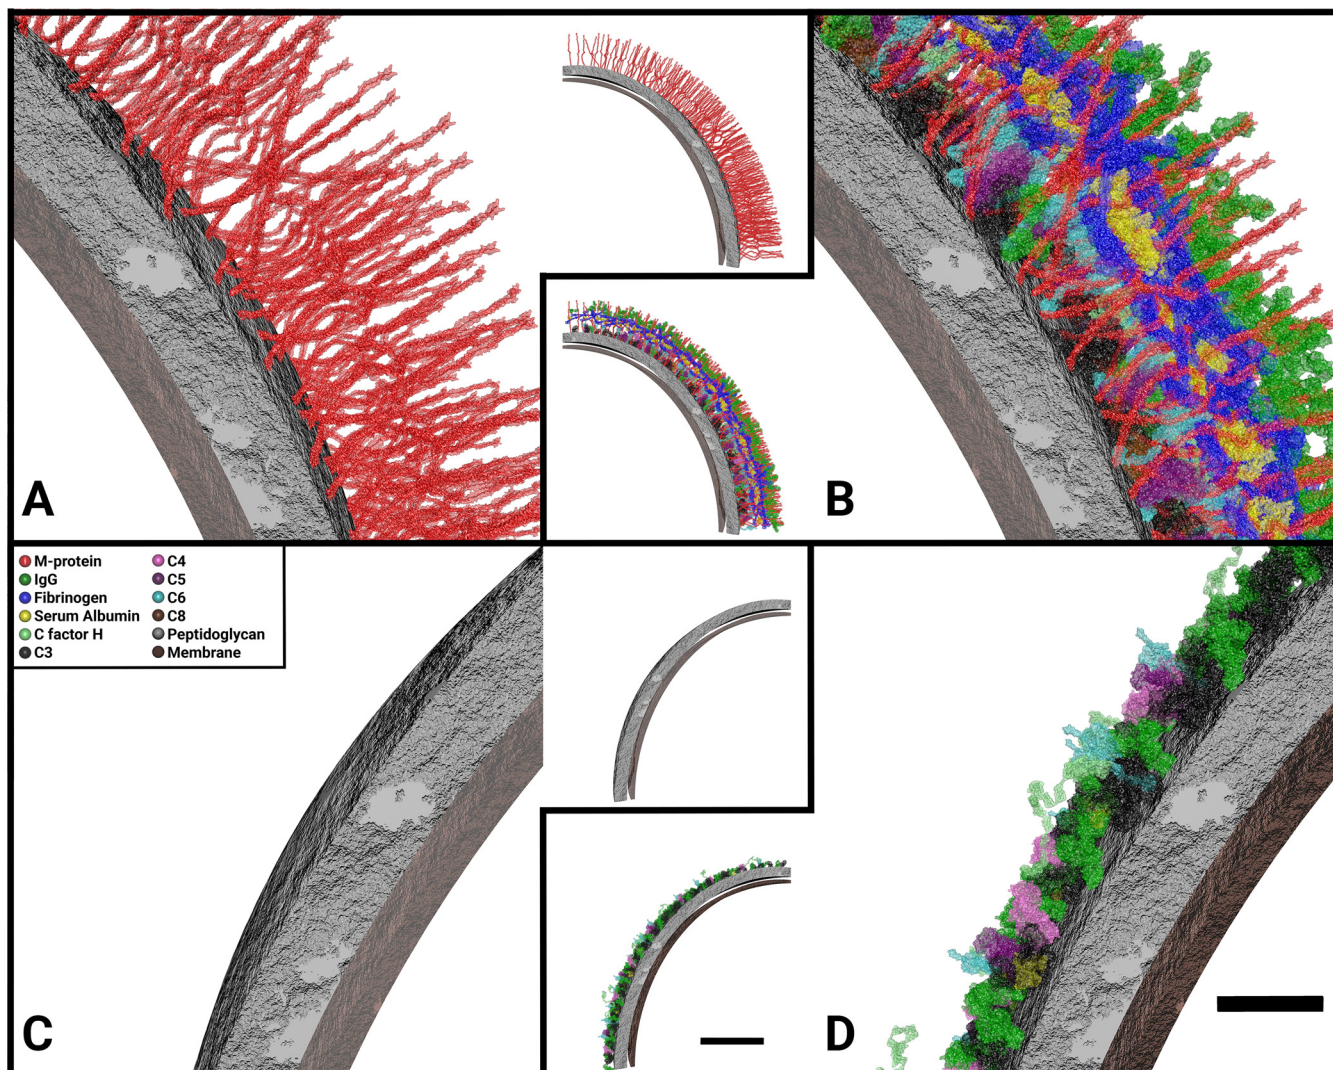 A
B
M-protein
IgG
Fibrinogen
Serum Albumin
C factor H
C3
C4
C5
C6
C8
Peptidoglycan
Membrane
C
D